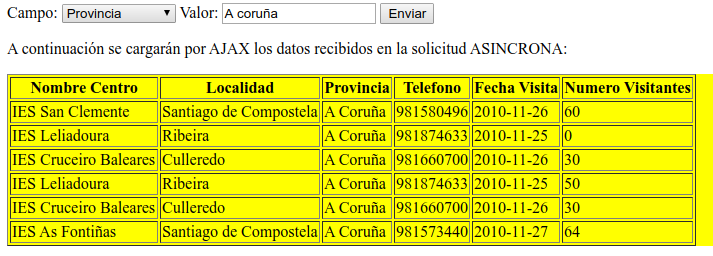 Campo: Provincia Valor: A coruña Enviar
A continuación se cargarán por AJAX los datos recibidos en la solicitud ASINCRONA:
Nombre Centro Localidad Provincia Telefono Fecha Visita Numero Visitantes
IES San Clemente Santiago de Compostela A Coruña 981580496 2010-11-26 60
IES Leliadoura Ribeira A Coruña 981874633 2010-11-25 0
IES Cruceiro Baleares Culleredo A Coruña 981660700 2010-11-26 30
IES Leliadoura Ribeira A Coruña 981874633 2010-11-25 50
IES Cruceiro Baleares Culleredo A Coruña 981660700 2010-11-26 30
IES As Fontiñas Santiago de Compostela A Coruña 981573440 2010-11-27 64